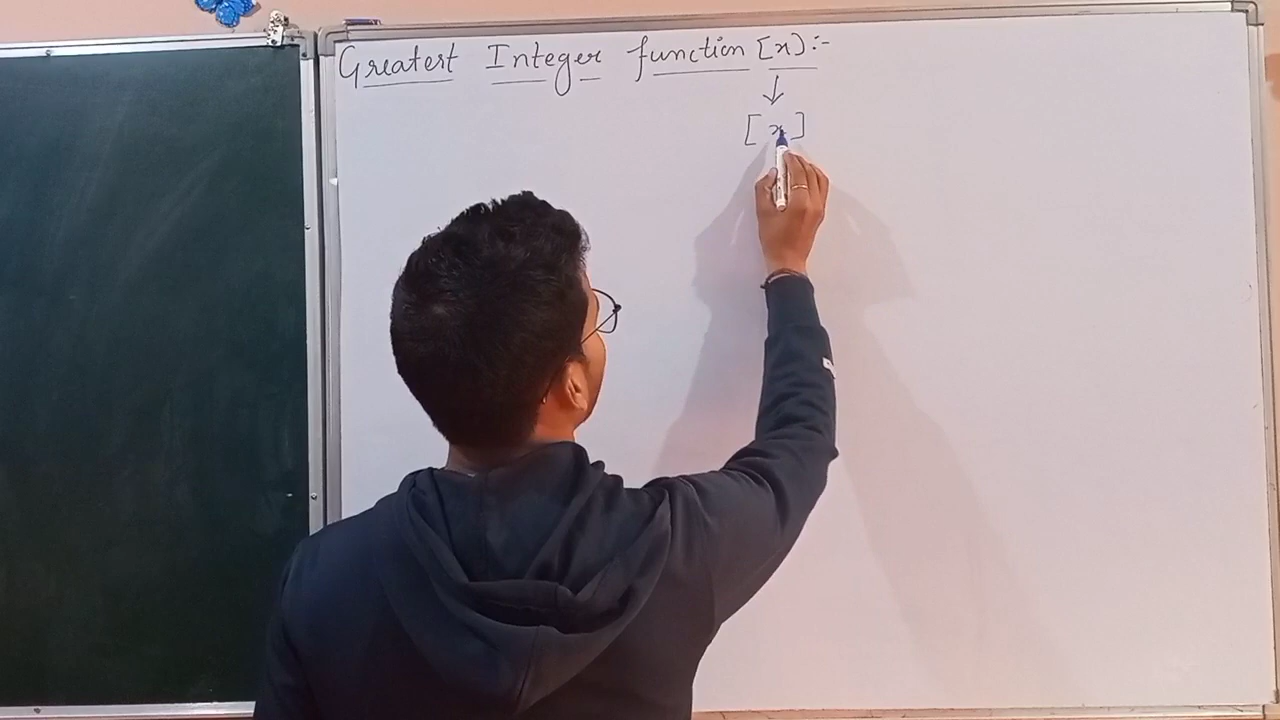 Greatest Integer function [x):-
[x]